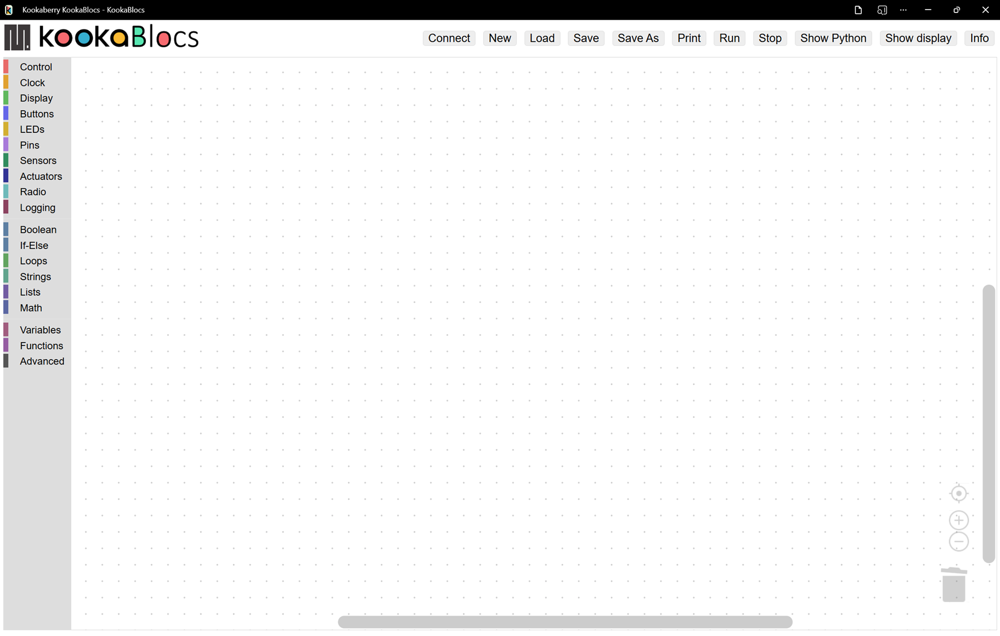 Kookaberry KookaBlocs - KookaBlocs
kookaBlocs
Connect New Load Save Save As Print Run Stop Show Python Show display Info
Control
Clock
Display
Buttons
LEDs
Pins
Sensors
Actuators
Radio
Logging
Boolean
If-Else
Loops
Strings
Lists
Math
Variables
Functions
Advanced